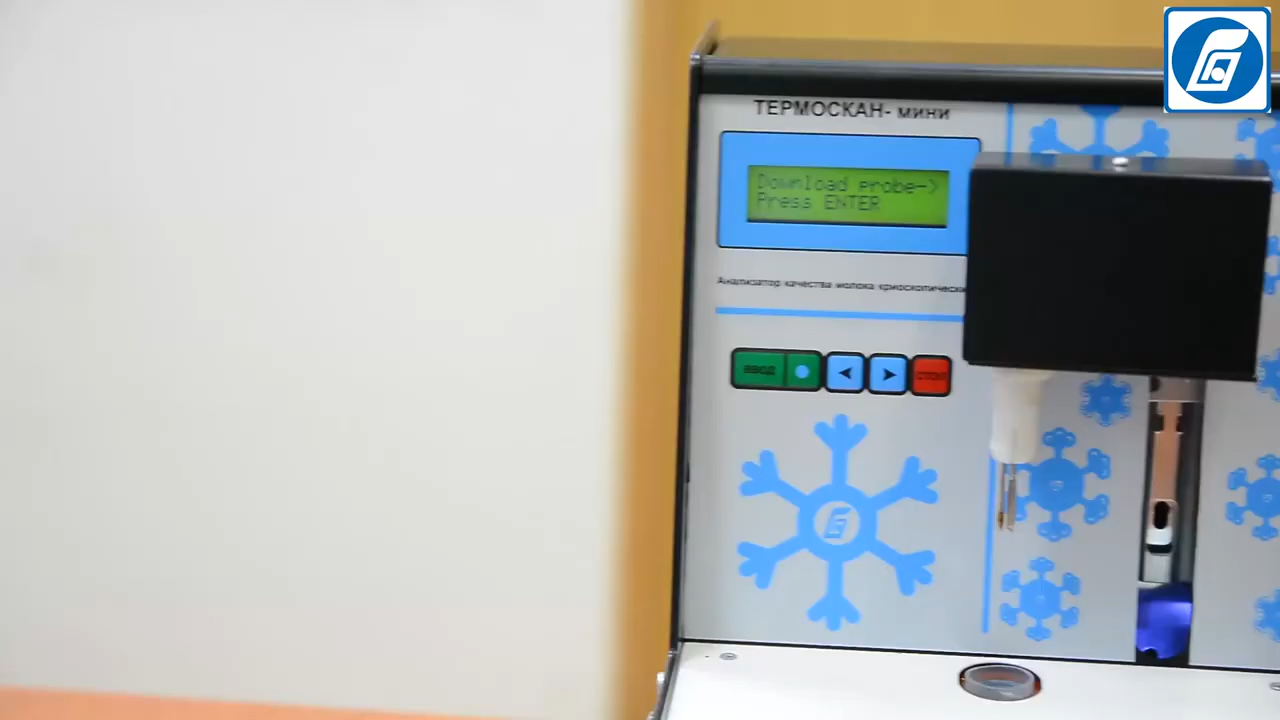 ТЕРМОСКАН- мини
Download probe->
Press ENTER
Анализатор качества молока криоскопически
ВВОД
СТОП